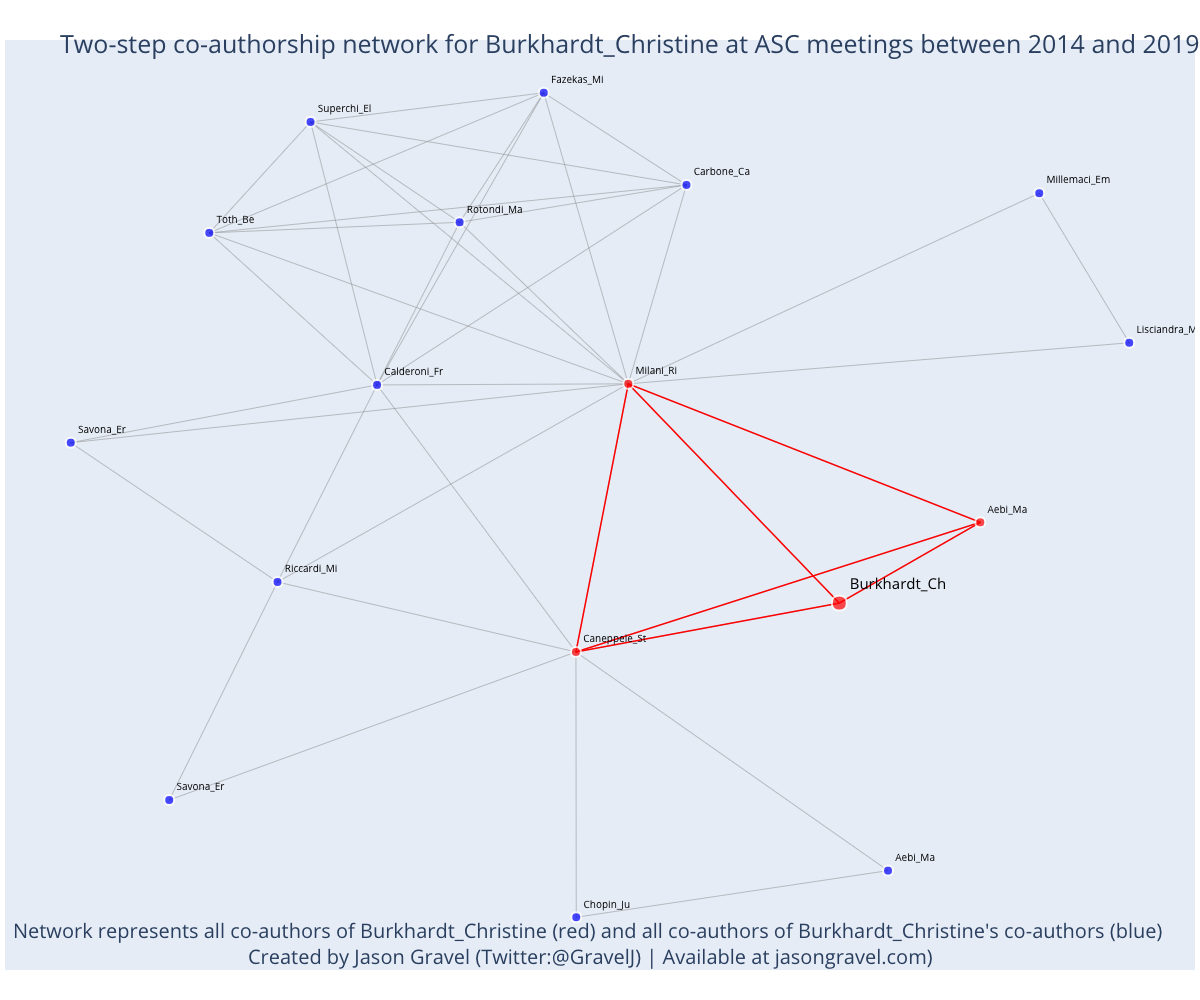 Two-step co-authorship network for Burkhardt_Christine at ASC meetings between 2014 and 2019
Fazekas_Mi
Superchi_El
Carbone_Ca
Millemaci_Em
Rotondi_Ma
Toth_Be
Lisciandra_M
Calderoni_Fr
Milani_Ri
Savona_Er
Aebi_Ma
Riccardi_Mi
Burkhardt_Ch
Caneppele_St
Savona_Er
Aebi_Ma
Chopin_Ju
Network represents all co-authors of Burkhardt_Christine (red) and all co-authors of Burkhardt_Christine's co-authors (blue)
Created by Jason Gravel (Twitter:@GravelJ) | Available at jasongravel.com)